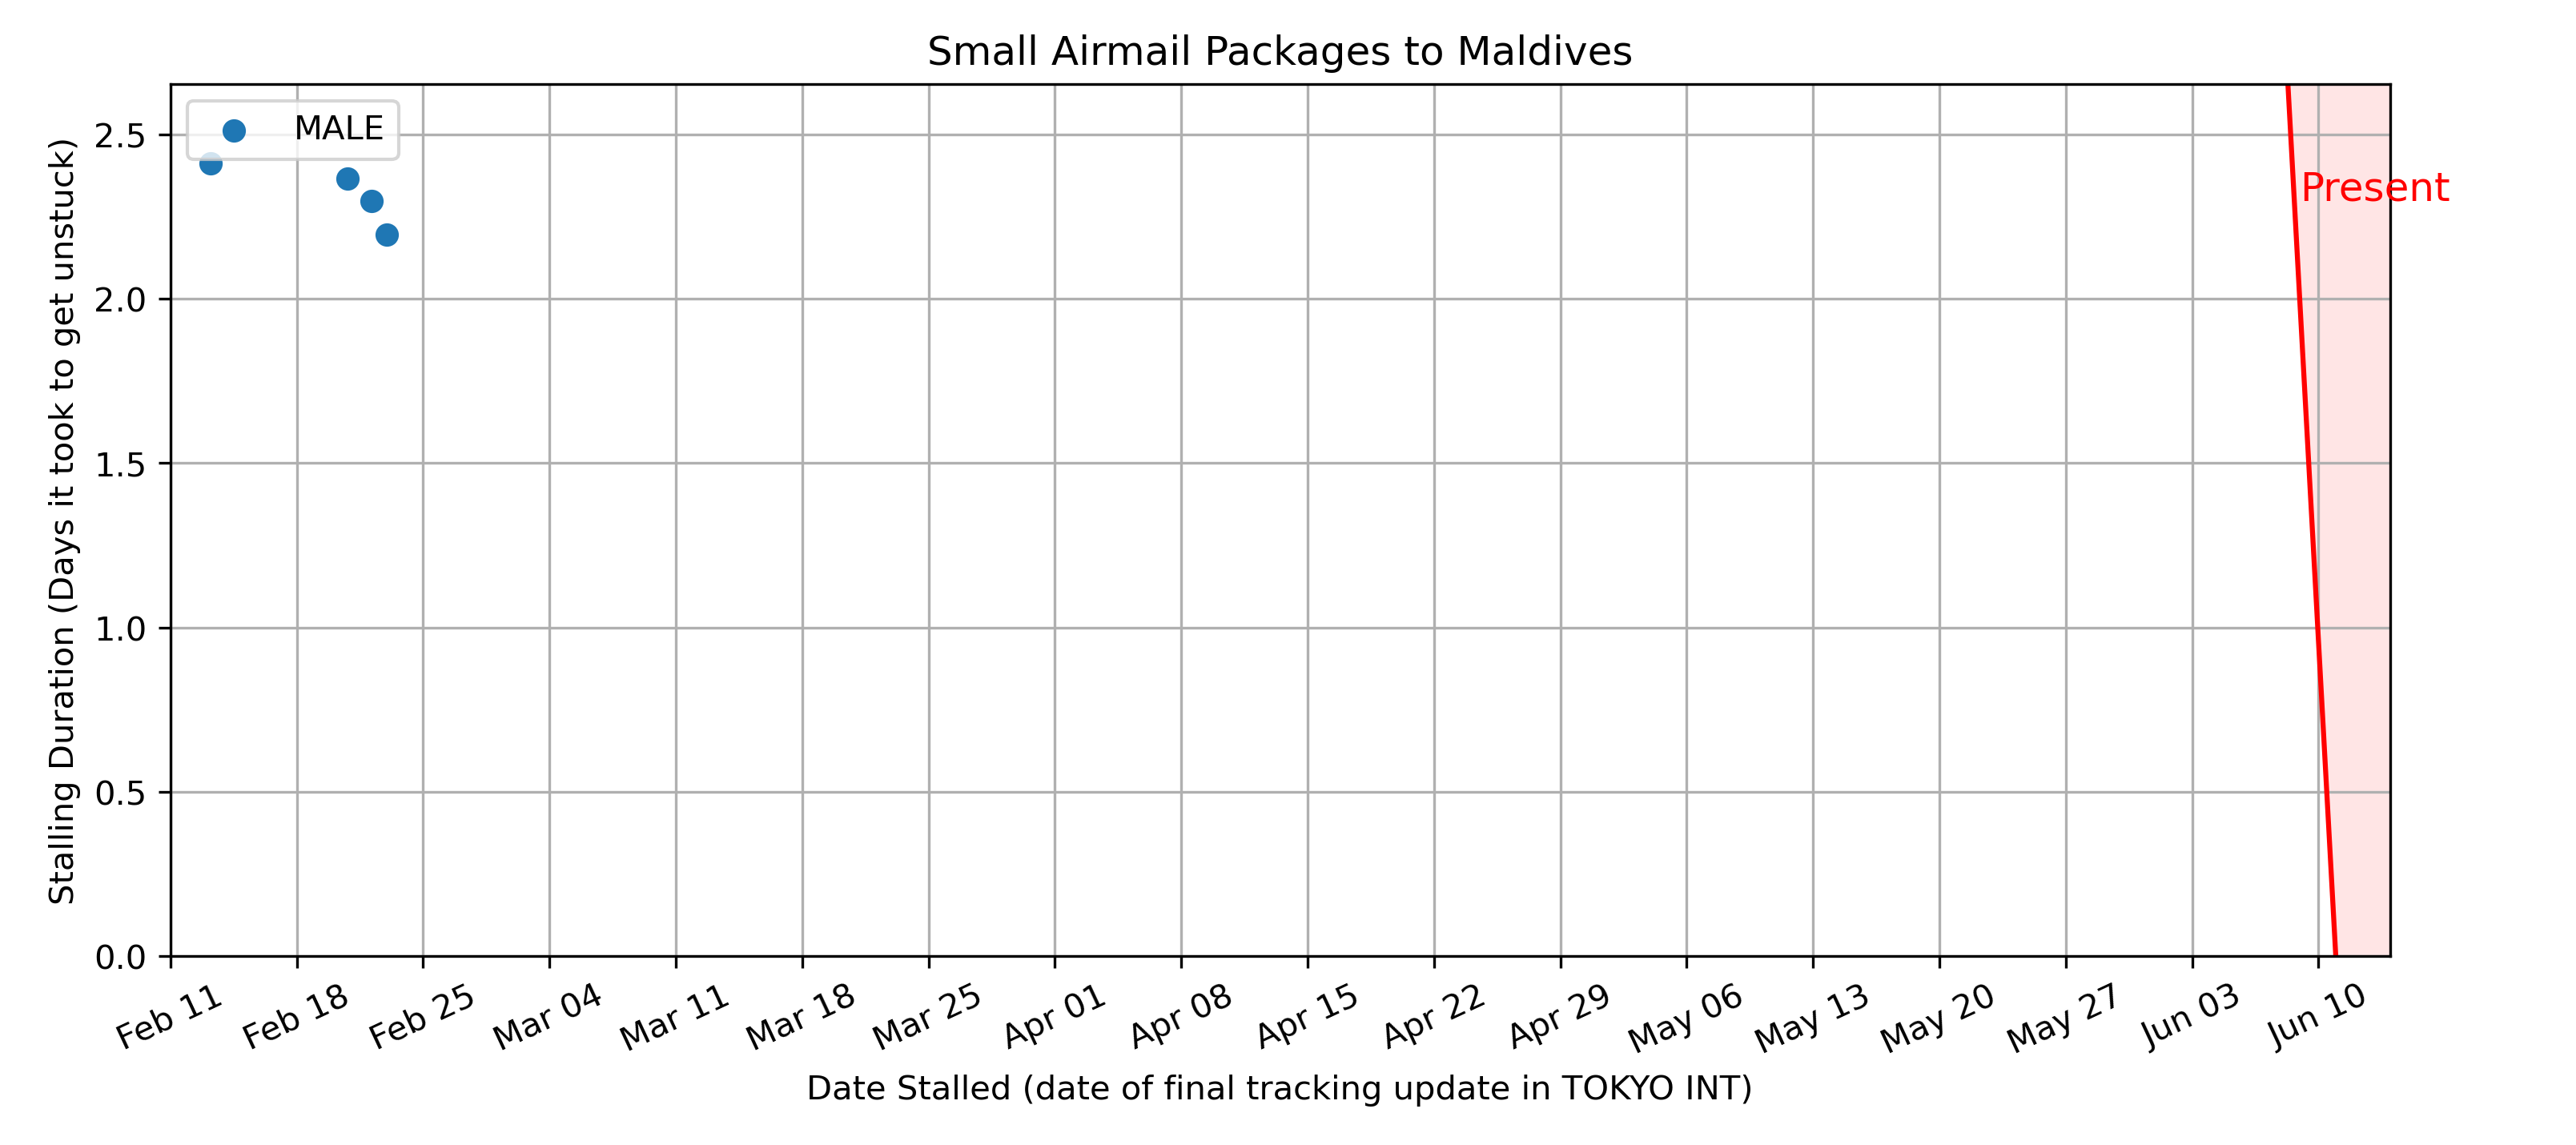 Small Airmail Packages to Maldives
MALE
Present
Stalling Duration (Days it took to get unstuck)
2.5
2.0
1.5
1.0
0.5
0.0
Feb 11 Feb 18 Feb 25 Mar 04 Mar 11 Mar 18 Mar 25 Apr 01 Apr 08 Apr 15 Apr 22 Apr 29 May 06 May 13 May 20 May 27 Jun 03 Jun 10
Date Stalled (date of final tracking update in TOKYO INT)